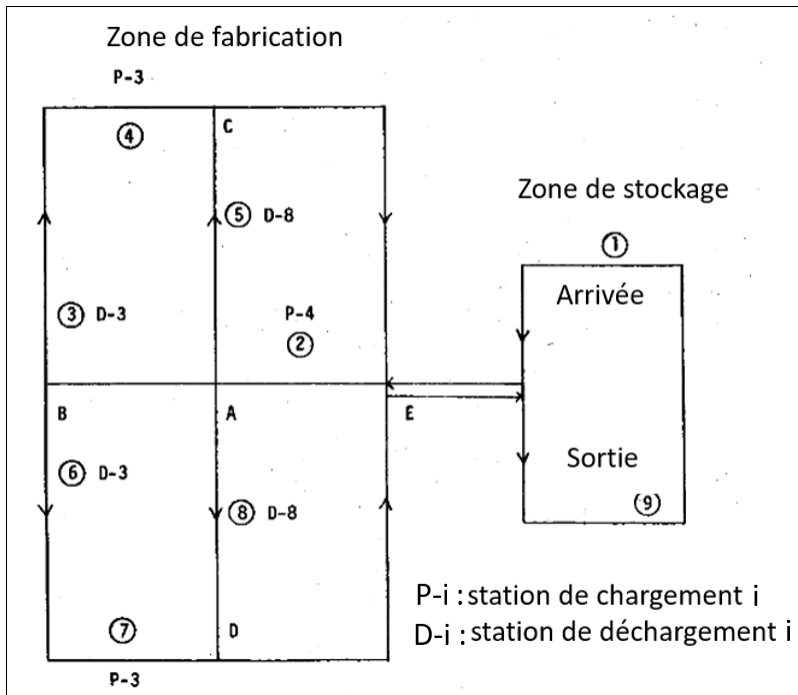 Zone de fabrication
P-3
④
C
⑤ D-8
Zone de stockage
①
Arrivée
③ D-3
P-4
②
B
A
E
⑥ D-3
Sortie
(9)
⑧ D-8
P-i : station de chargement i
D-i : station de déchargement i
⑦
D
P-3